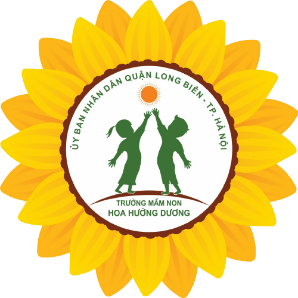 ỦY BAN NHÂN DÂN QUẬN LONG BIÊN - TP. HÀ NỘI
TRƯỜNG MẦM NON
HOA HƯỚNG DƯƠNG